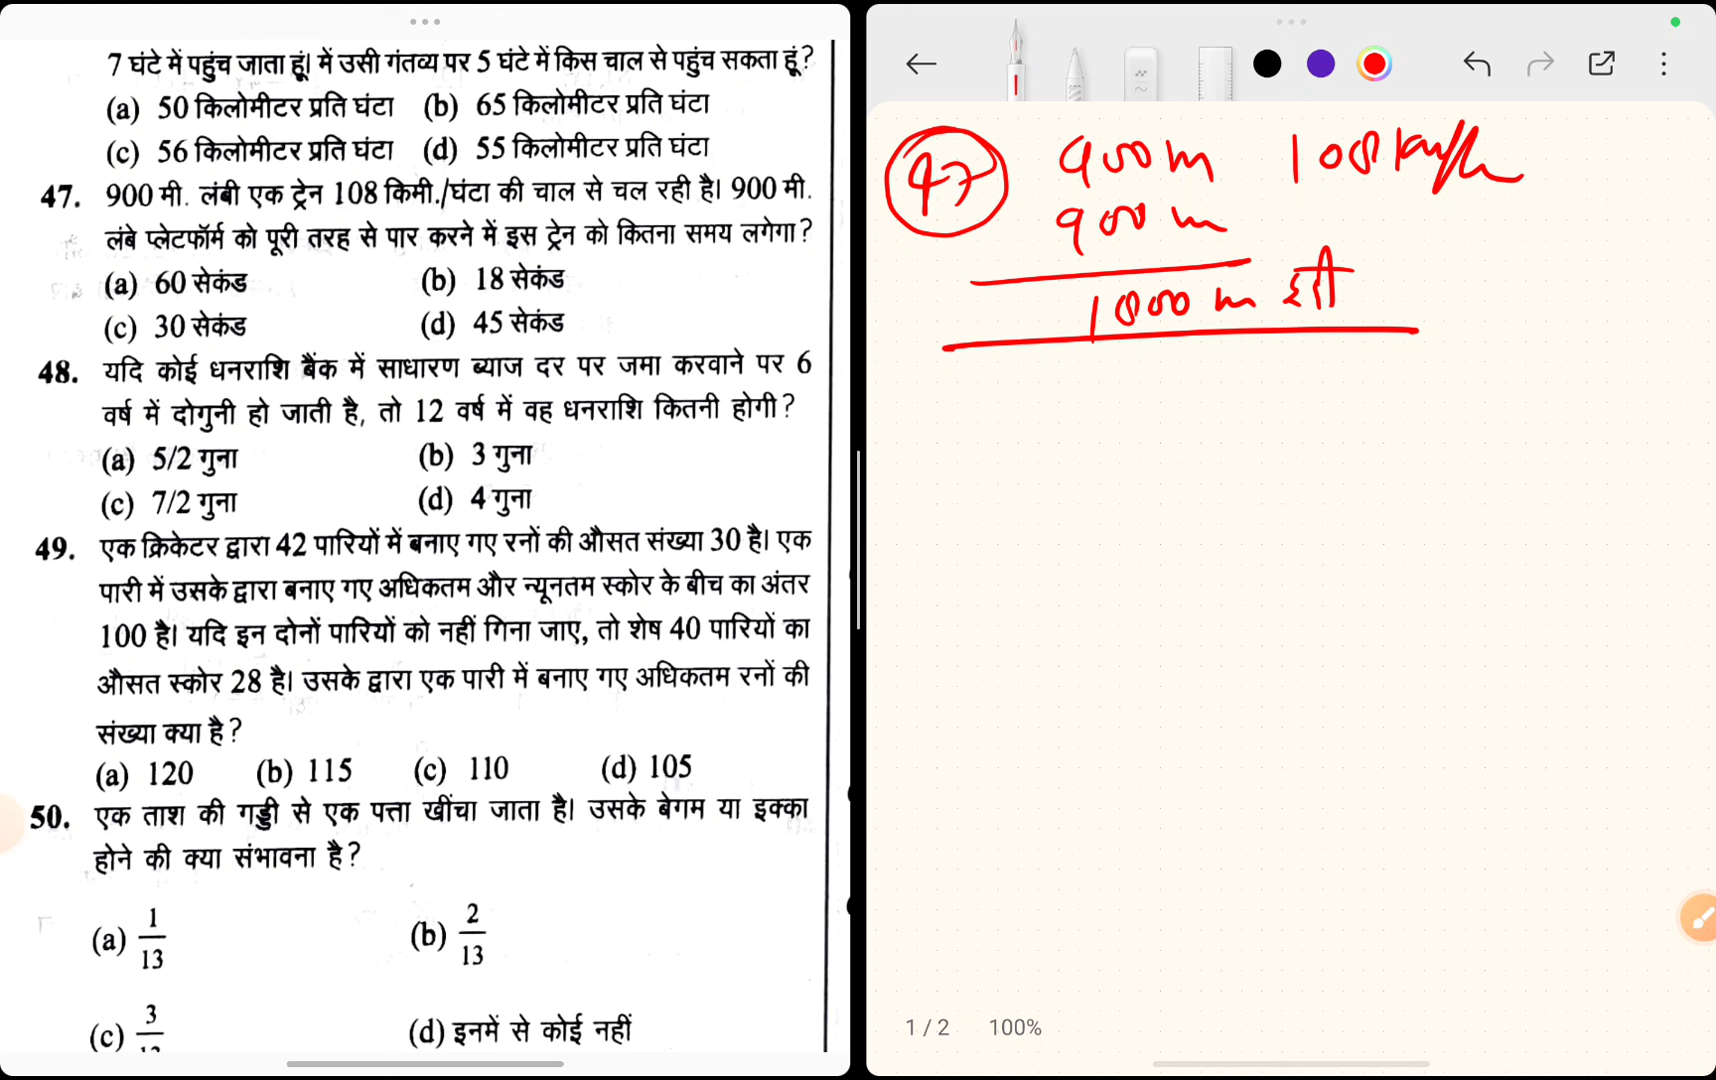 7 घंटे में पहुंच जाता हूं। में उसी गंतव्य पर 5 घंटे में किस चाल से पहुंच सकता हूं?
(a) 50 किलोमीटर प्रति घंटा (b) 65 किलोमीटर प्रति घंटा
(c) 56 किलोमीटर प्रति घंटा (d) 55 किलोमीटर प्रति घंटा
47. 900 मी. लंबी एक ट्रेन 108 किमी./घंटा की चाल से चल रही है। 900 मी.
लंबे प्लेटफॉर्म को पूरी तरह से पार करने में इस ट्रेन को कितना समय लगेगा?
(a) 60 सेकंड (b) 18 सेकंड
(c) 30 सेकंड (d) 45 सेकंड
48. यदि कोई धनराशि बैंक में साधारण ब्याज दर पर जमा करवाने पर 6
वर्ष में दोगुनी हो जाती है, तो 12 वर्ष में वह धनराशि कितनी होगी?
(a) 5/2 गुना (b) 3 गुना
(c) 7/2 गुना (d) 4 गुना
49. एक क्रिकेटर द्वारा 42 पारियों में बनाए गए रनों की औसत संख्या 30 है। एक
पारी में उसके द्वारा बनाए गए अधिकतम और न्यूनतम स्कोर के बीच का अंतर
100 है। यदि इन दोनों पारियों को नहीं गिना जाए, तो शेष 40 पारियों का
औसत स्कोर 28 है। उसके द्वारा एक पारी में बनाए गए अधिकतम रनों की
संख्या क्या है?
(a) 120 (b) 115 (c) 110 (d) 105
50. एक ताश की गड्डी से एक पत्ता खींचा जाता है। उसके बेगम या इक्का
होने की क्या संभावना है?
(a) 1/13 (b) 2/13
(c) 3/13 (d) इनमें से कोई नहीं
47 900 m 108 km/h
900 m
1800 m
1 / 2 100%